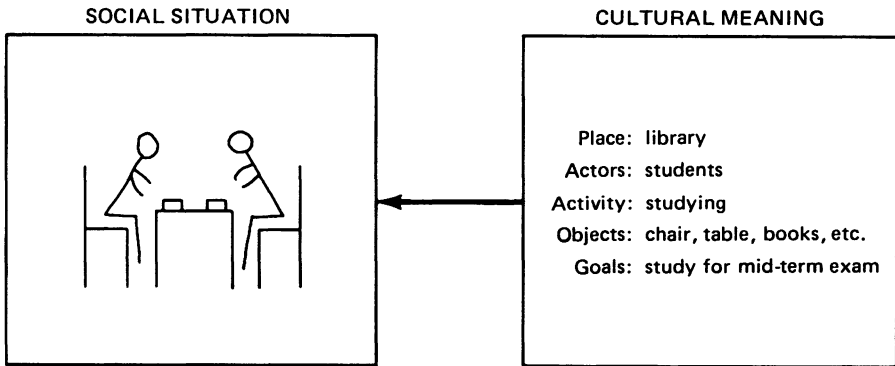 SOCIAL SITUATION
CULTURAL MEANING
Place: library
Actors: students
Activity: studying
Objects: chair, table, books, etc.
Goals: study for mid-term exam